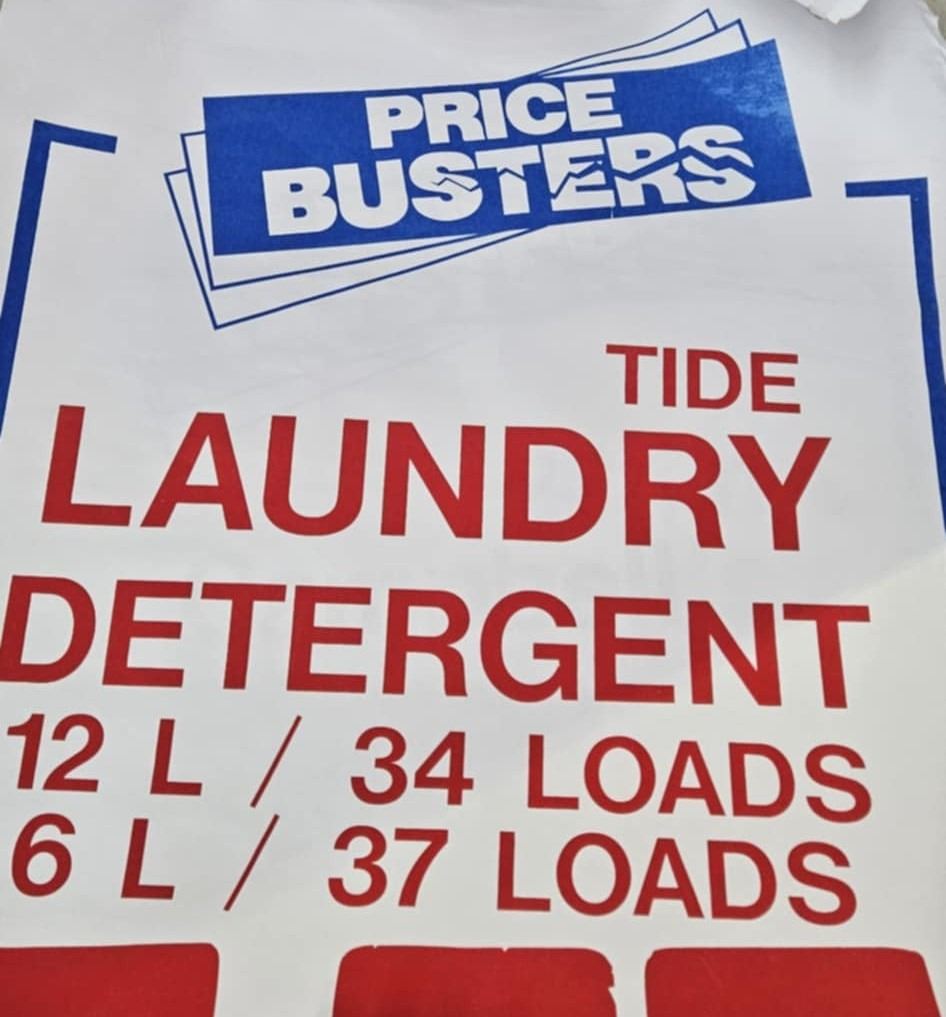 PRICE
BUSTERS
TIDE
LAUNDRY
DETERGENT
12 L / 34 LOADS
6 L / 37 LOADS